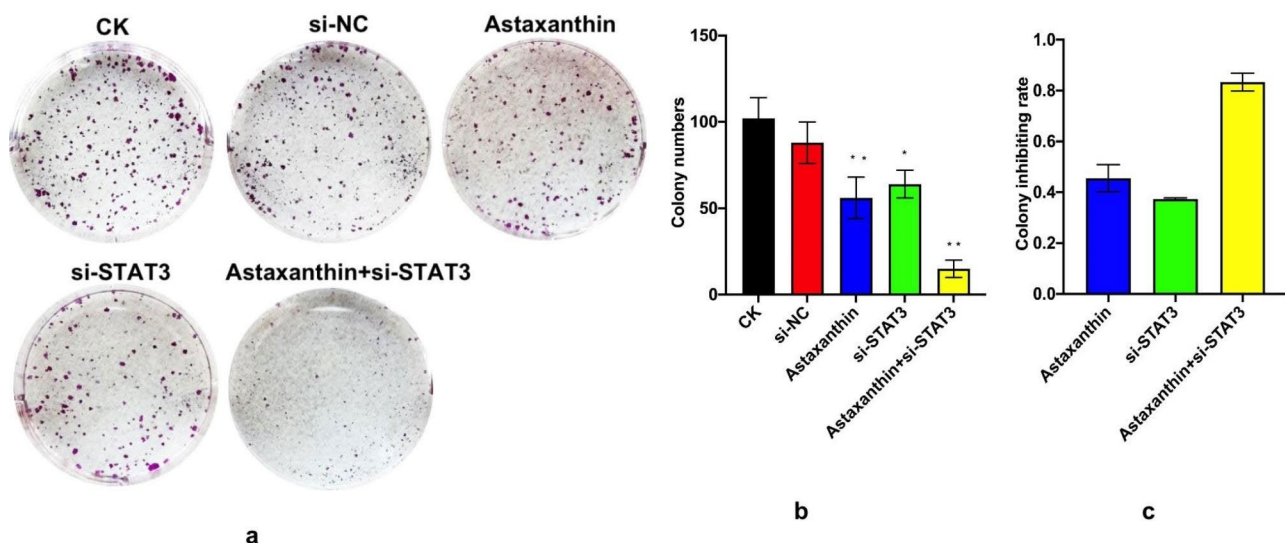 CK
si-NC
Astaxanthin
si-STAT3
Astaxanthin+si-STAT3
a
Colony numbers
150
100
50
0
* *
*
* *
CK
si-NC
Astaxanthin
si-STAT3
Astaxanthin+si-STAT3
b
Colony inhibiting rate
1.0
0.8
0.6
0.4
0.2
0.0
Astaxanthin
si-STAT3
Astaxanthin+si-STAT3
c